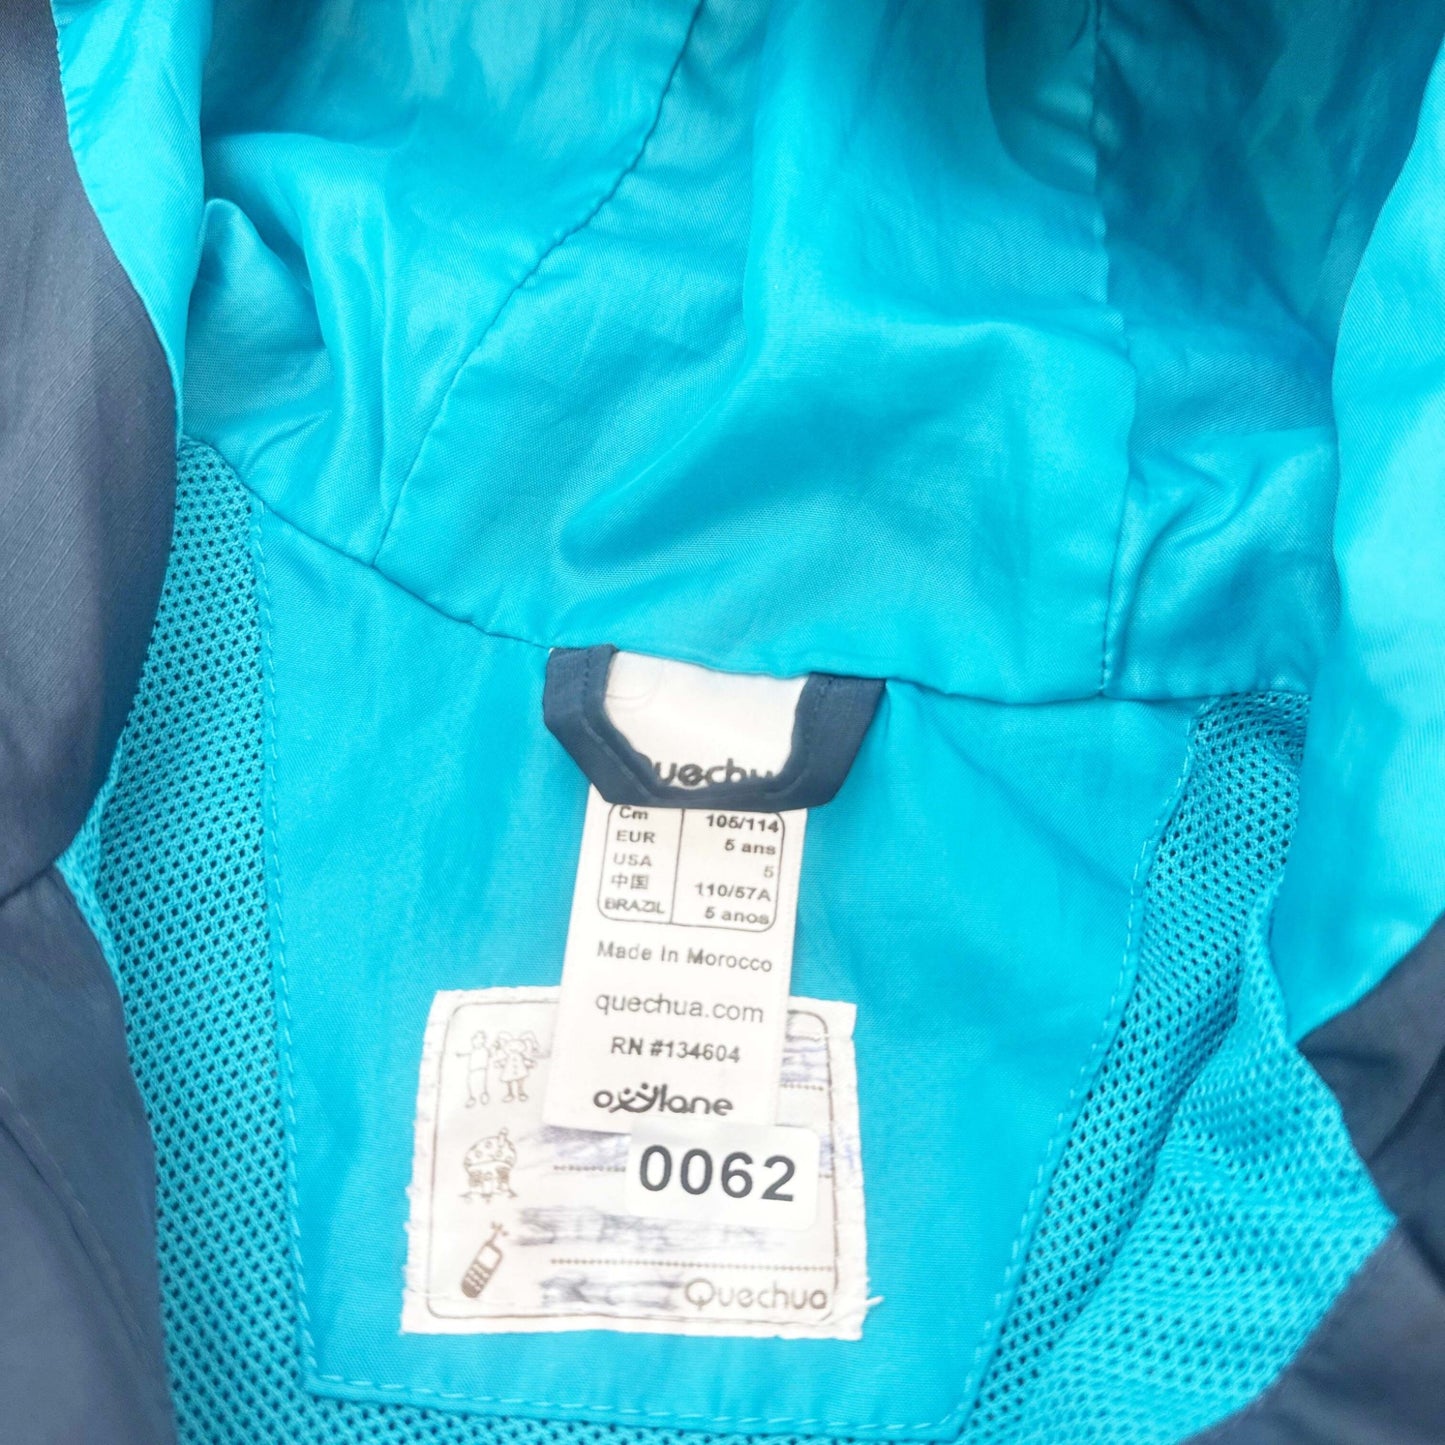 Quechua
Cm 105/114
EUR 5 ans
USA 5
中国 110/57A
BRAZIL 5 anos
Made In Morocco
quechua.com
RN #134604
oxylane
0062
Quechua